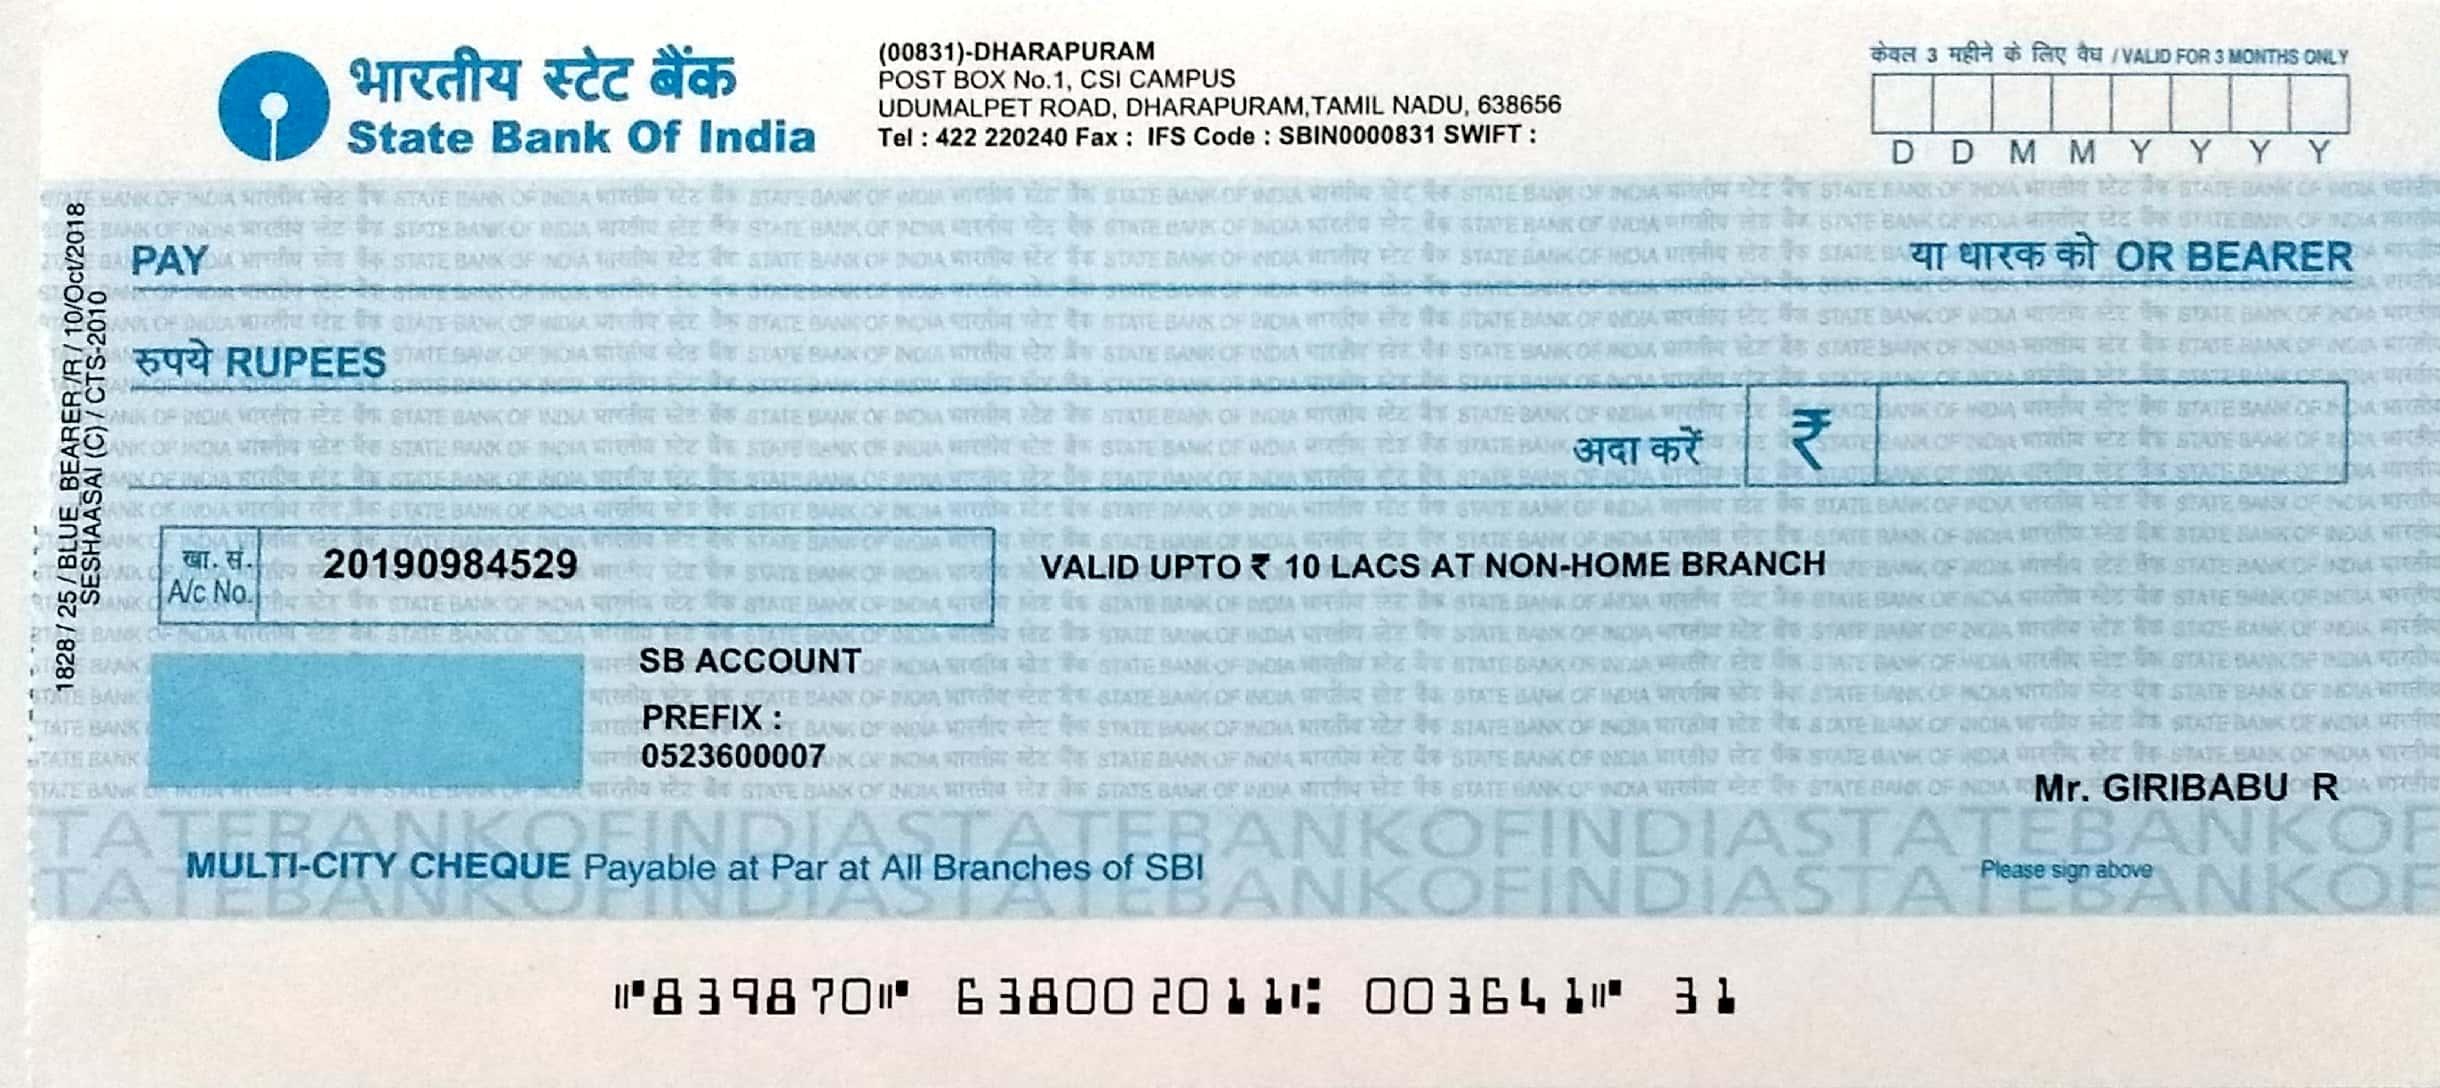 भारतीय स्टेट बैंक
State Bank Of India
(00831)-DHARAPURAM
POST BOX No.1, CSI CAMPUS
UDUMALPET ROAD, DHARAPURAM,TAMIL NADU, 638656
Tel : 422 220240 Fax : IFS Code : SBIN0000831 SWIFT :
केवल 3 महीने के लिए वैध / VALID FOR 3 MONTHS ONLY
D D M M Y Y Y Y
1828 / 25 / BLUE_BEARER/R / 10/Oct/2018
SESHAASAI (C) / CTS-2010
PAY
या धारक को OR BEARER
रुपये RUPEES
अदा करें ₹
खा. सं.
A/c No.
20190984529
VALID UPTO ₹ 10 LACS AT NON-HOME BRANCH
SB ACCOUNT
PREFIX :
0523600007
Mr. GIRIBABU R
MULTI-CITY CHEQUE Payable at Par at All Branches of SBI
Please sign above
STATEBANKOFINDIASTATEBANKOFINDIASTATEBANKOF
⑈839870⑈ 638002011⑆ 003641⑈ 31